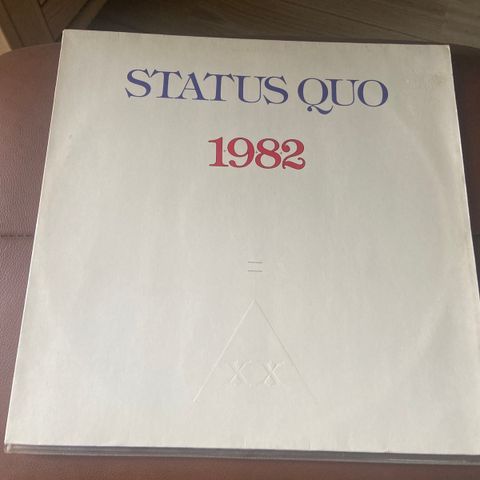 STATUS QUO
1982
=
XX